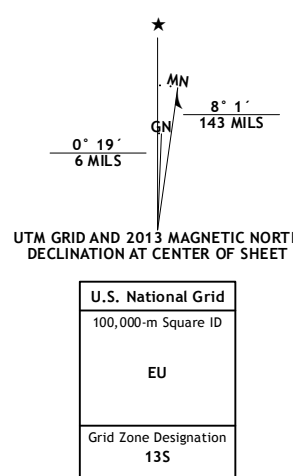 MN
GN
8° 1´
143 MILS
0° 19´
6 MILS
UTM GRID AND 2013 MAGNETIC NORT
DECLINATION AT CENTER OF SHEET
U.S. National Grid
100,000-m Square ID
EU
Grid Zone Designation
13S